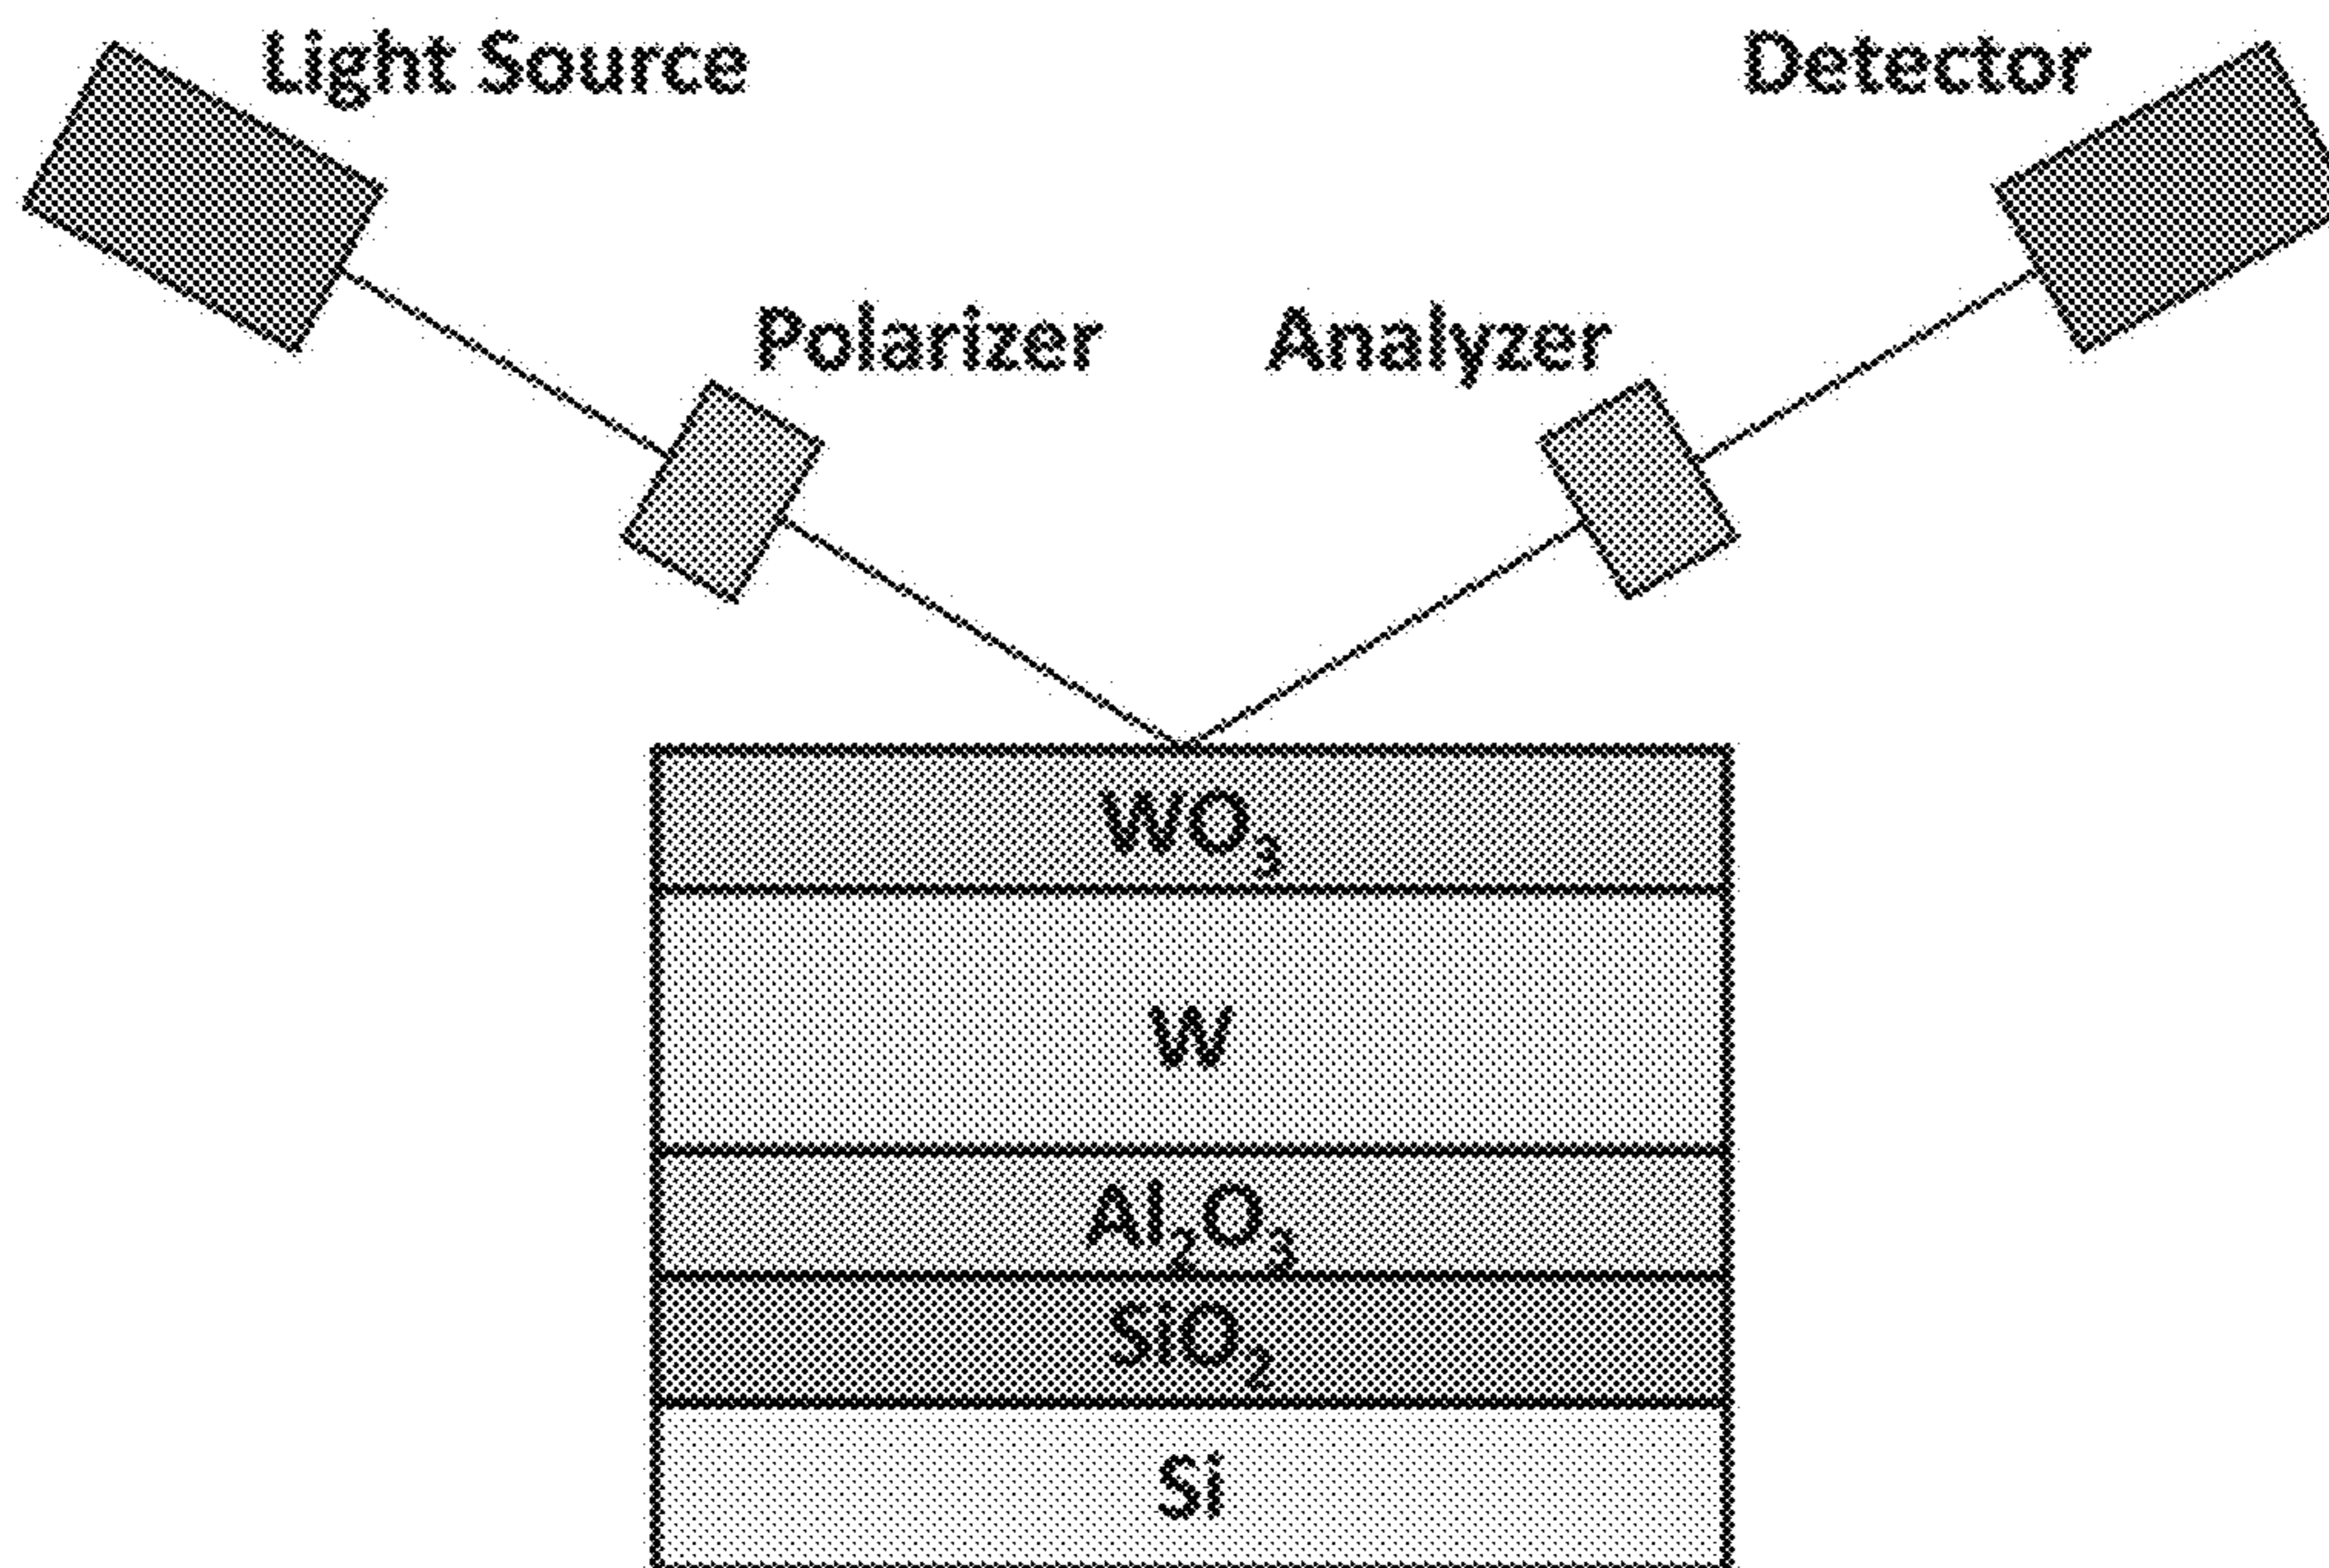 Light Source
Detector
Polarizer
Analyzer
WO₃
W
Al₂O₃
SiO₂
Si